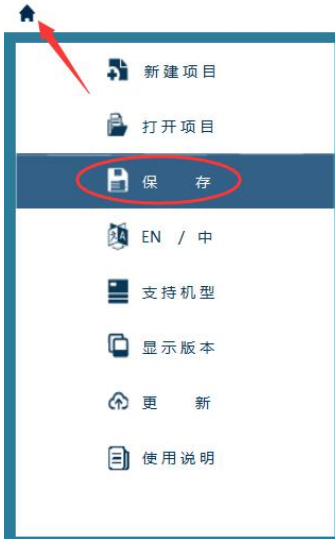 新建项目
打开项目
保 存
EN / 中
支持机型
显示版本
更 新
使用说明